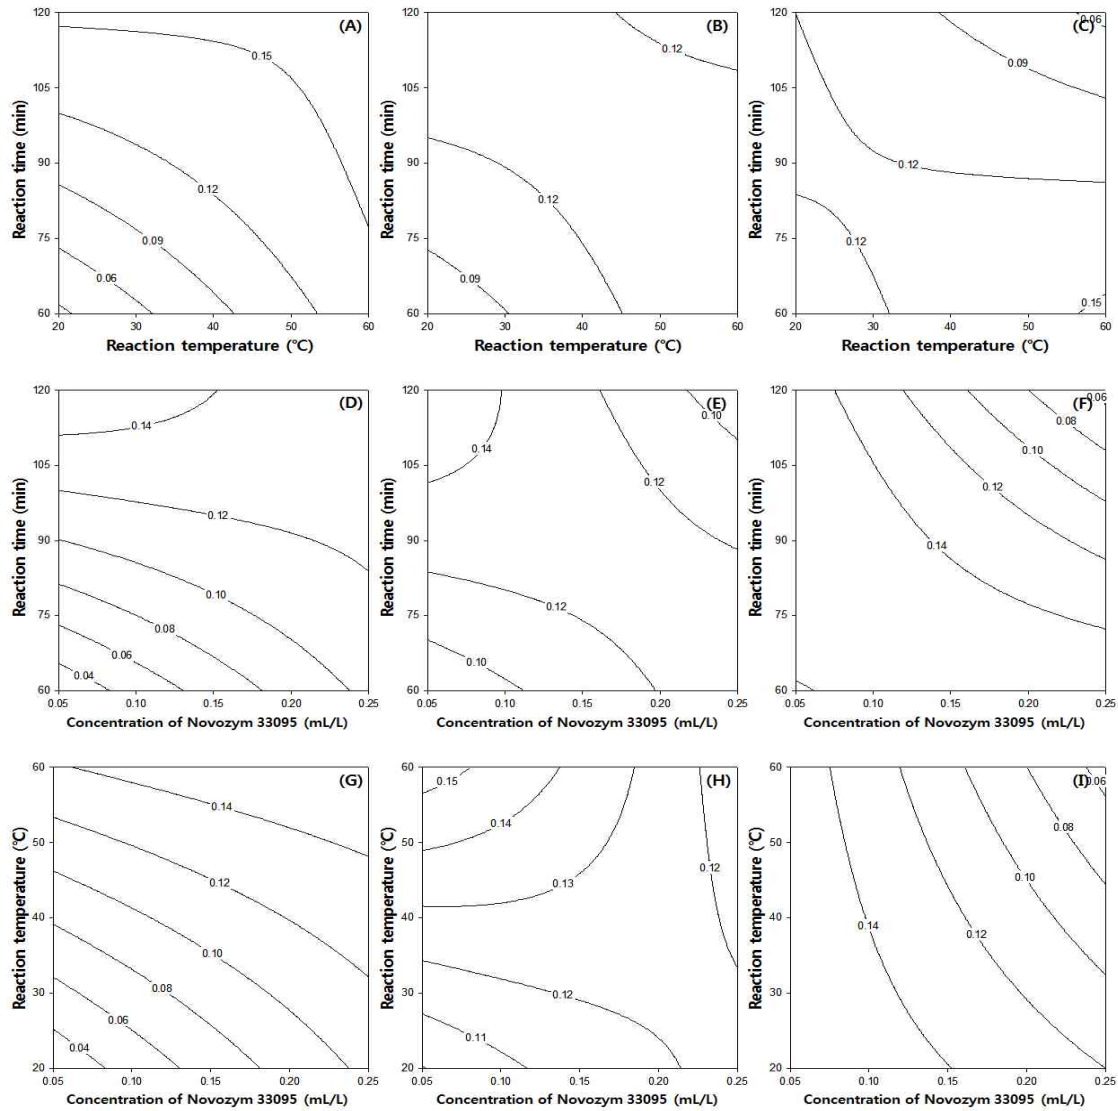 (A)
Reaction time (min)
120
105
90
75
60
0.15
0.12
0.09
0.06
20 30 40 50 60
Reaction temperature (℃)
(B)
Reaction time (min)
120
105
90
75
60
0.12
0.12
0.09
20 30 40 50 60
Reaction temperature (℃)
(C)
Reaction time (min)
120
105
90
75
60
0.06
0.09
0.12
0.12
0.15
20 30 40 50 60
Reaction temperature (℃)
(D)
Reaction time (min)
120
105
90
75
60
0.14
0.12
0.10
0.08
0.06
0.04
0.05 0.10 0.15 0.20 0.25
Concentration of Novozym 33095 (mL/L)
(E)
Reaction time (min)
120
105
90
75
60
0.10
0.14
0.12
0.12
0.10
0.05 0.10 0.15 0.20 0.25
Concentration of Novozym 33095 (mL/L)
(F)
Reaction time (min)
120
105
90
75
60
0.06
0.08
0.10
0.12
0.14
0.05 0.10 0.15 0.20 0.25
Concentration of Novozym 33095 (mL/L)
(G)
Reaction temperature (℃)
60
50
40
30
20
0.14
0.12
0.10
0.08
0.06
0.04
0.05 0.10 0.15 0.20 0.25
Concentration of Novozym 33095 (mL/L)
(H)
Reaction temperature (℃)
60
50
40
30
20
0.15
0.14
0.13
0.12
0.12
0.11
0.05 0.10 0.15 0.20 0.25
Concentration of Novozym 33095 (mL/L)
(I)
Reaction temperature (℃)
60
50
40
30
20
0.06
0.08
0.10
0.12
0.14
0.05 0.10 0.15 0.20 0.25
Concentration of Novozym 33095 (mL/L)